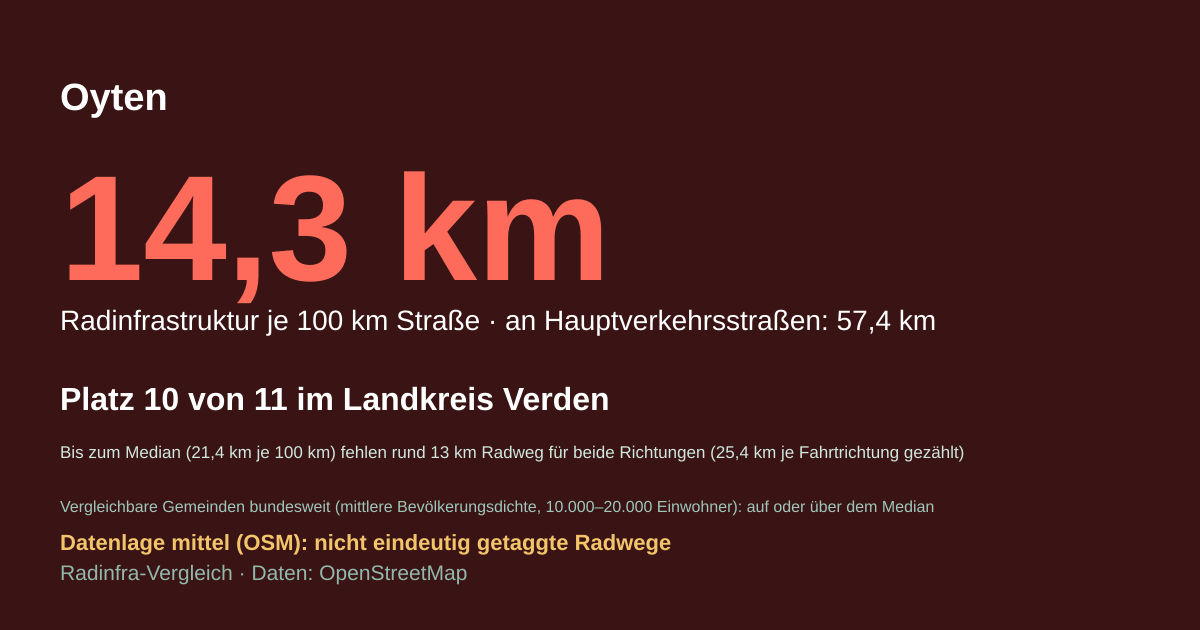 Oyten
14,3 km
Radinfrastruktur je 100 km Straße · an Hauptverkehrsstraßen: 57,4 km
Platz 10 von 11 im Landkreis Verden
Bis zum Median (21,4 km je 100 km) fehlen rund 13 km Radweg für beide Richtungen (25,4 km je Fahrtrichtung gezählt)
Vergleichbare Gemeinden bundesweit (mittlere Bevölkerungsdichte, 10.000–20.000 Einwohner): auf oder über dem Median
Datenlage mittel (OSM): nicht eindeutig getaggte Radwege
Radinfra-Vergleich · Daten: OpenStreetMap